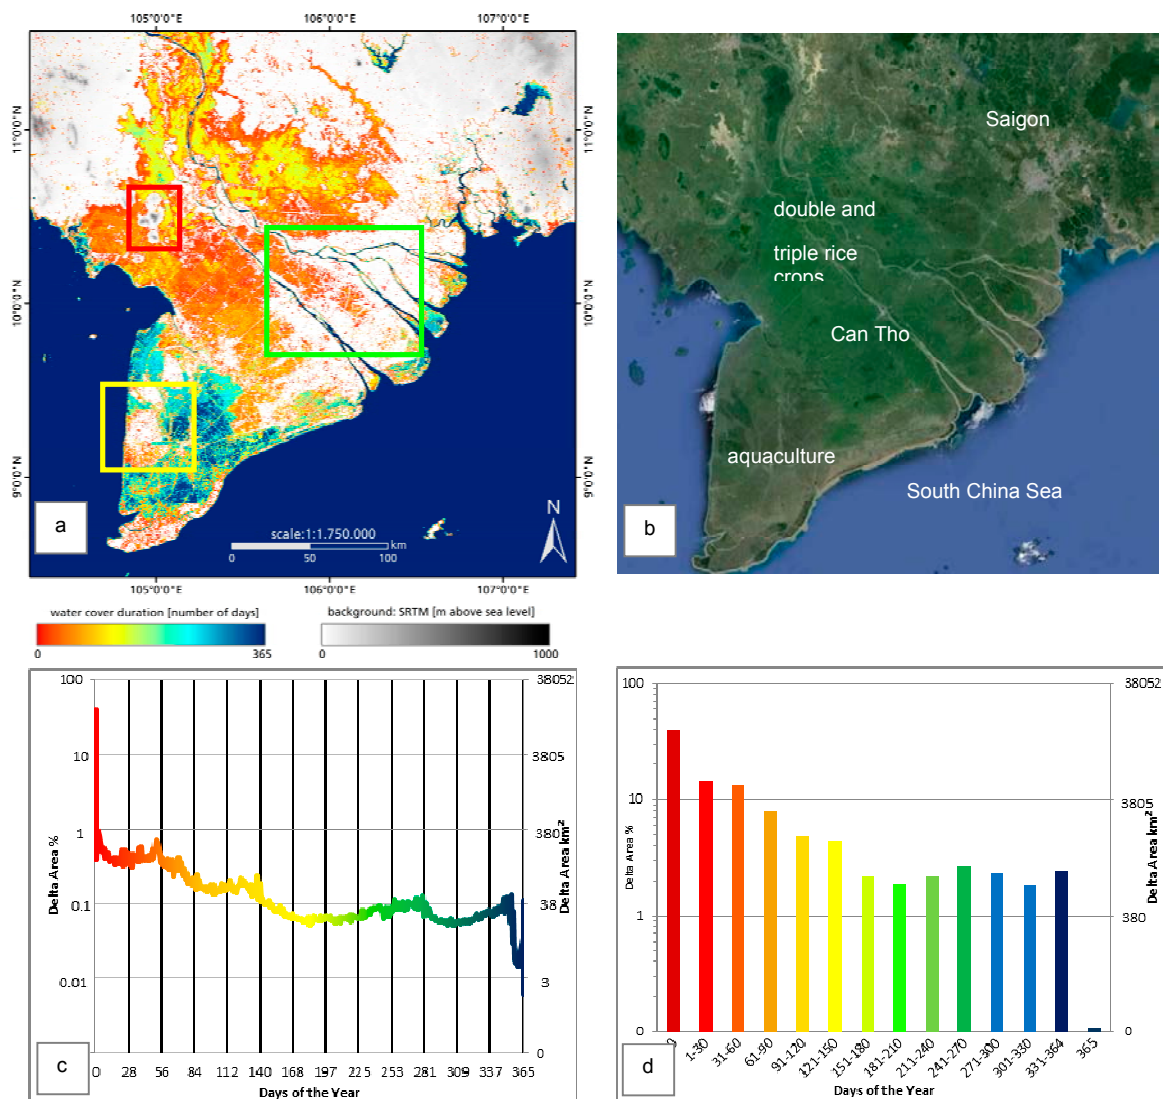 105°0'0"E 106°0'0"E 107°0'0"E
11°0'0"N
10°0'0"N
9°0'0"N
11°0'0"N
10°0'0"N
9°0'0"N
N
scale:1:1.750.000
km
0 50 100
a
105°0'0"E 106°0'0"E 107°0'0"E
water cover duration [number of days]
0 365
background: SRTM [m above sea level]
0 1000
Saigon
double and
triple rice
crops
Can Tho
aquaculture
South China Sea
b
100
10
1
0.1
0.01
Delta Area %
38052
3805
380
38
3
0
Delta Area km²
c
0 28 56 84 112 140 168 197 225 253 281 309 337 365
Days of the Year
100
10
1
0
Delta Area %
38052
3805
380
0
Delta Area km²
d
0 1-30 31-60 61-90 91-120 121-150 151-180 181-210 211-240 241-270 271-300 301-330 331-364 365
Days of the Year